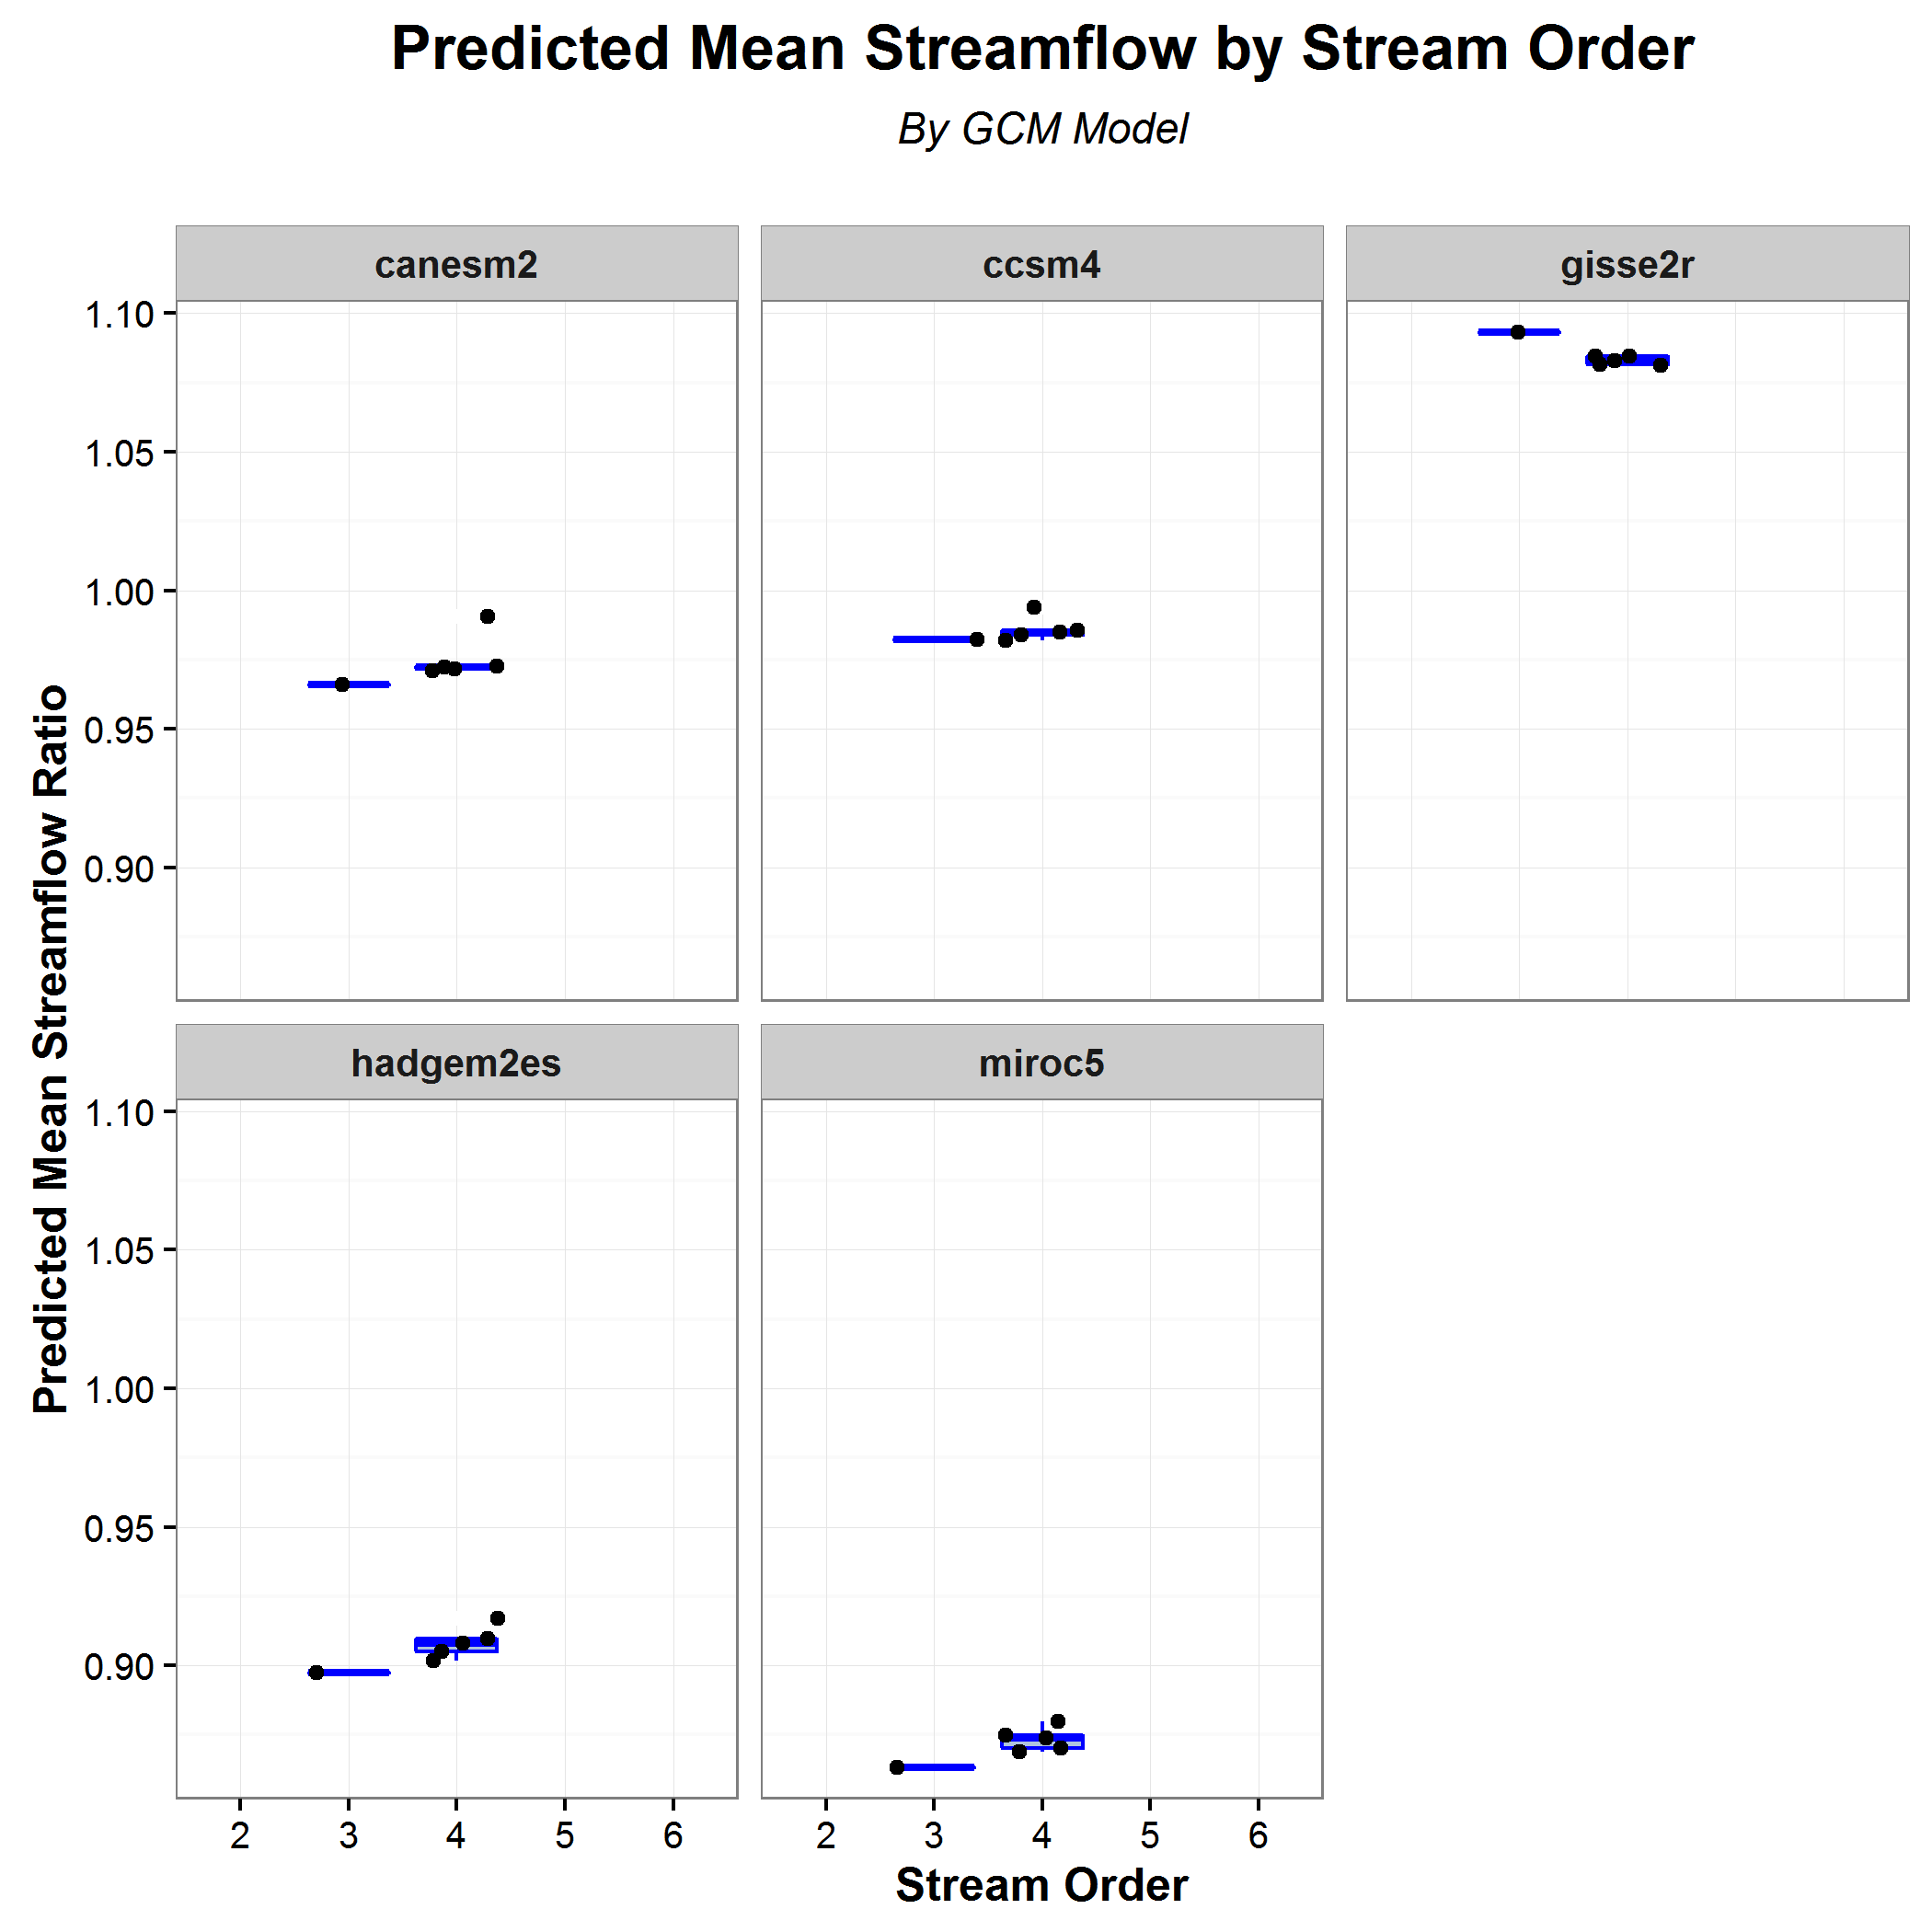 Predicted Mean Streamflow by Stream Order
By GCM Model
canesm2
ccsm4
gisse2r
1.10
1.05
1.00
0.95
0.90
Predicted Mean Streamflow Ratio
hadgem2es
miroc5
1.10
1.05
1.00
0.95
0.90
2 3 4 5 6
2 3 4 5 6
Stream Order